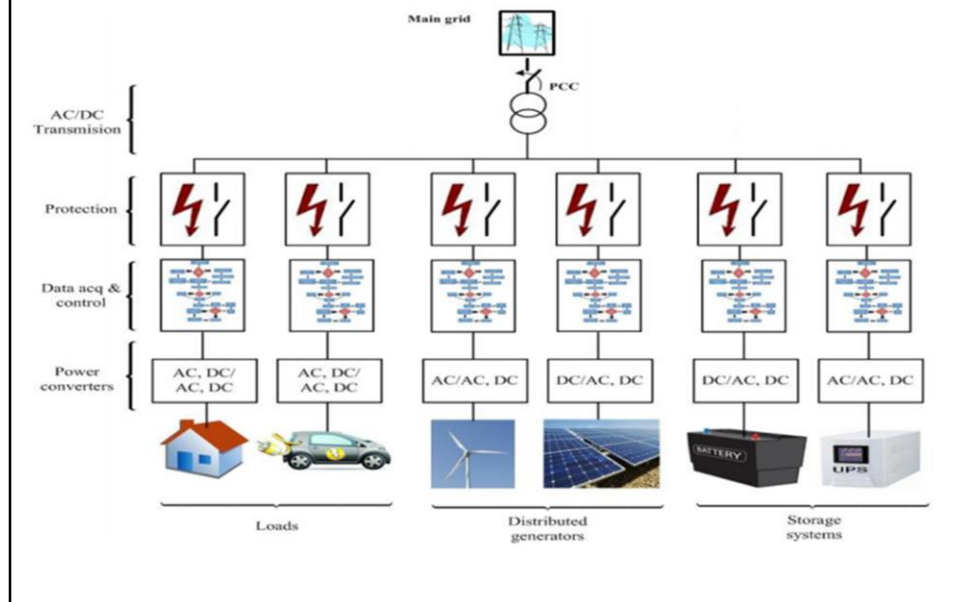 Main grid
PCC
AC/DC
Transmision
Protection
Data acq &
control
Power
converters
AC, DC/
AC, DC
AC, DC/
AC, DC
AC/AC, DC
DC/AC, DC
DC/AC, DC
AC/AC, DC
BATTERY
UPS
Loads
Distributed
generators
Storage
systems